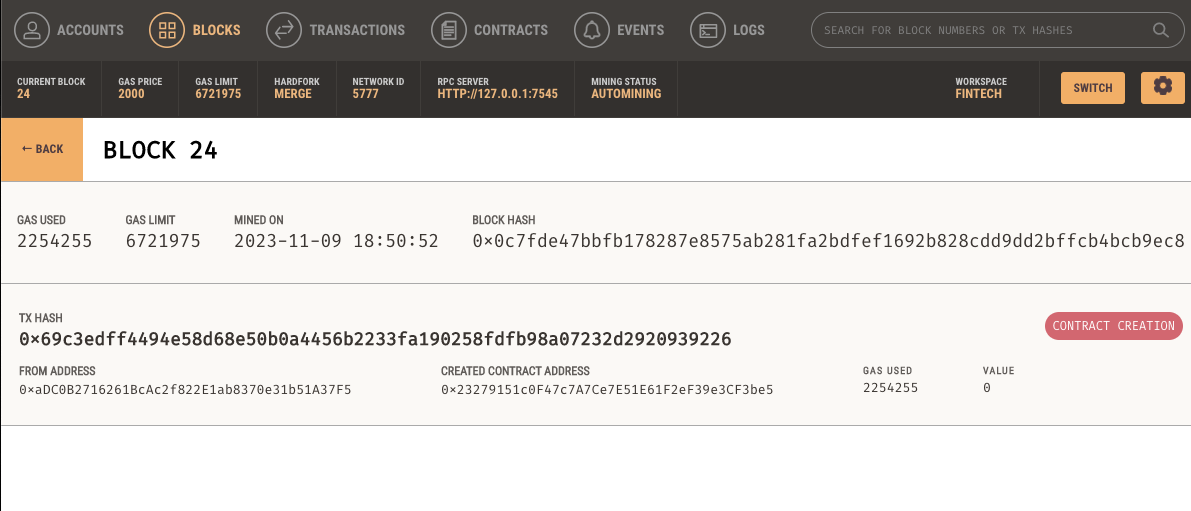 ACCOUNTS BLOCKS TRANSACTIONS CONTRACTS EVENTS LOGS SEARCH FOR BLOCK NUMBERS OR TX HASHES
CURRENT BLOCK GAS PRICE GAS LIMIT HARDFORK NETWORK ID RPC SERVER MINING STATUS WORKSPACE
24 2000 6721975 MERGE 5777 HTTP://127.0.0.1:7545 AUTOMINING FINTECH SWITCH
← BACK BLOCK 24
GAS USED GAS LIMIT MINED ON BLOCK HASH
2254255 6721975 2023-11-09 18:50:52 0×0c7fde47bbfb178287e8575ab281fa2bdfef1692b828cdd9dd2bffcb4bcb9ec8
TX HASH
0×69c3edff4494e58d68e50b0a4456b2233fa190258fdfb98a07232d2920939226 CONTRACT CREATION
FROM ADDRESS CREATED CONTRACT ADDRESS GAS USED VALUE
0×aDC0B2716261BcAc2f822E1ab8370e31b51A37F5 0×23279151c0F47c7A7Ce7E51E61F2eF39e3CF3be5 2254255 0